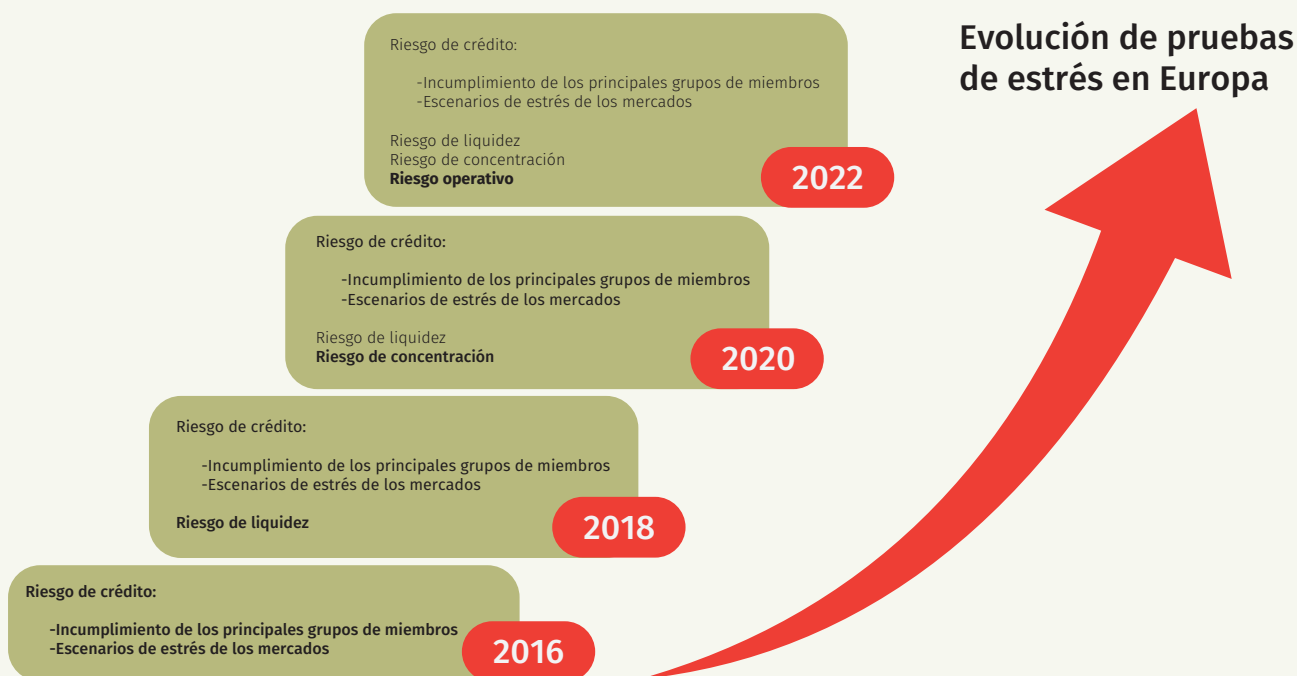 Evolución de pruebas
de estrés en Europa
Riesgo de crédito:
-Incumplimiento de los principales grupos de miembros
-Escenarios de estrés de los mercados
Riesgo de liquidez
Riesgo de concentración
Riesgo operativo
2022
Riesgo de crédito:
-Incumplimiento de los principales grupos de miembros
-Escenarios de estrés de los mercados
Riesgo de liquidez
Riesgo de concentración
2020
Riesgo de crédito:
-Incumplimiento de los principales grupos de miembros
-Escenarios de estrés de los mercados
Riesgo de liquidez
2018
Riesgo de crédito:
-Incumplimiento de los principales grupos de miembros
-Escenarios de estrés de los mercados
2016